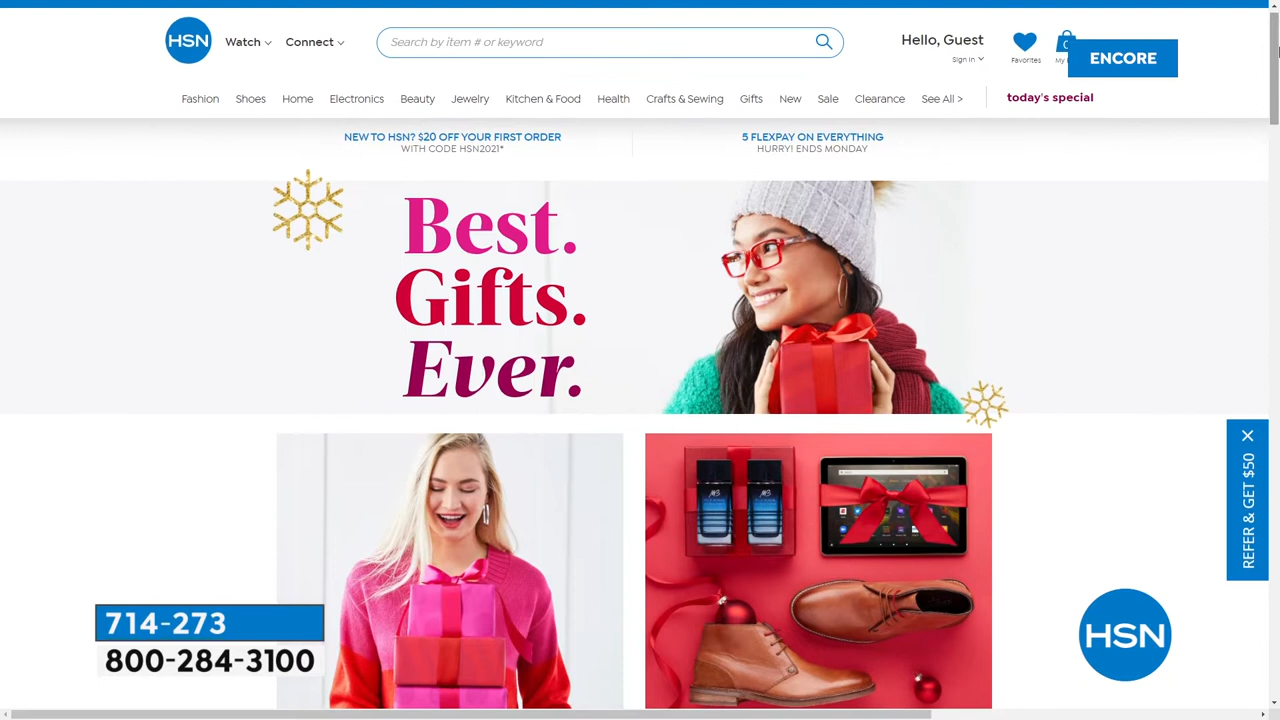 HSN
Watch
Connect
Search by item # or keyword
Hello, Guest
Sign In
Favorites
ENCORE
Fashion Shoes Home Electronics Beauty Jewelry Kitchen & Food Health Crafts & Sewing Gifts New Sale Clearance See All > today's special
NEW TO HSN? $20 OFF YOUR FIRST ORDER
WITH CODE HSN2021*
5 FLEXPAY ON EVERYTHING
HURRY! ENDS MONDAY
Best.
Gifts.
Ever.
REFER & GET $50
714-273
800-284-3100
HSN